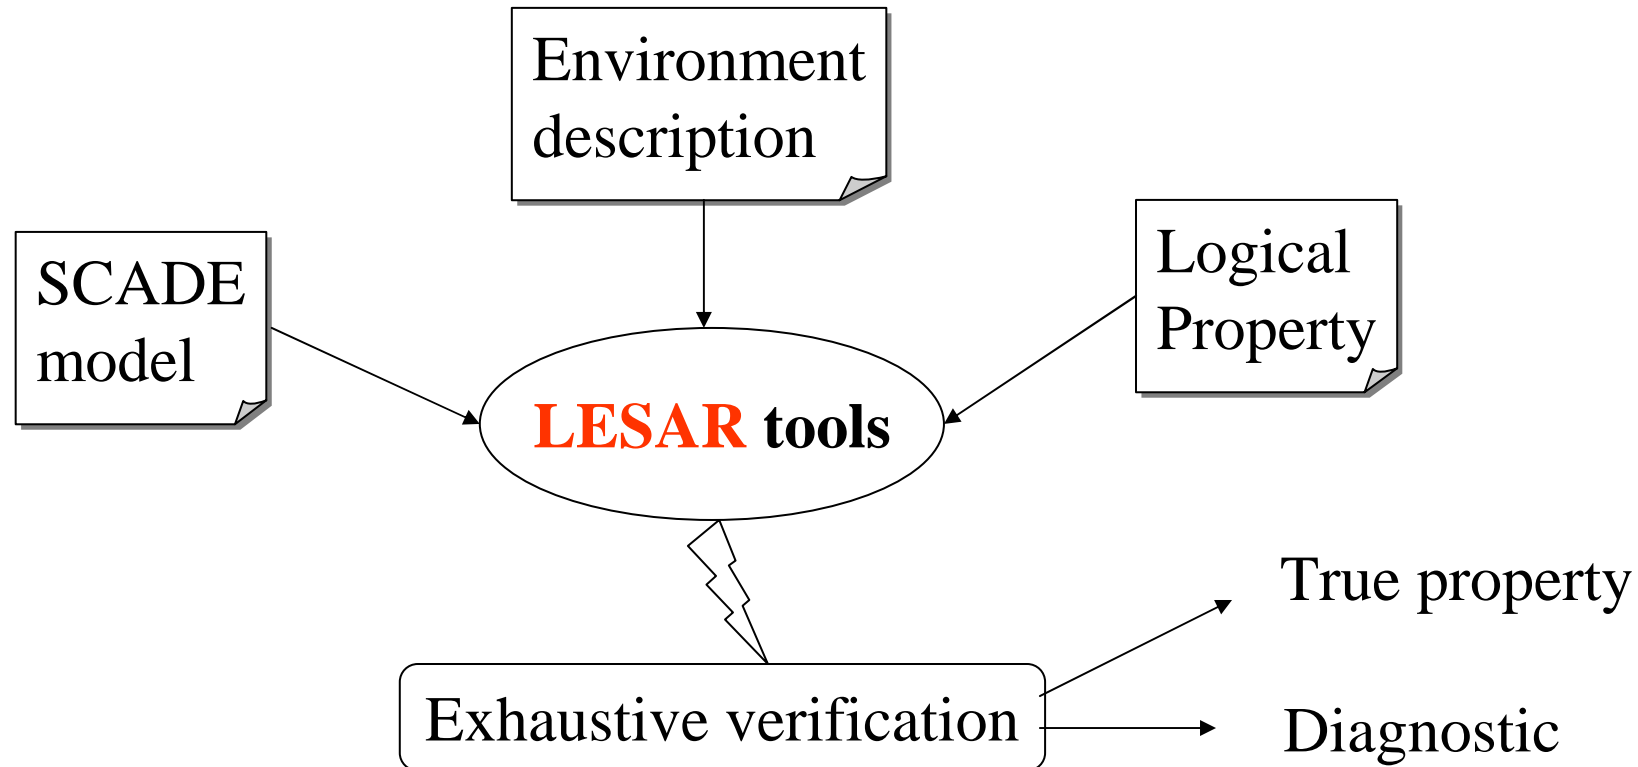 Environment
description
SCADE
model
Logical
Property
LESAR tools
True property
Exhaustive verification
Diagnostic